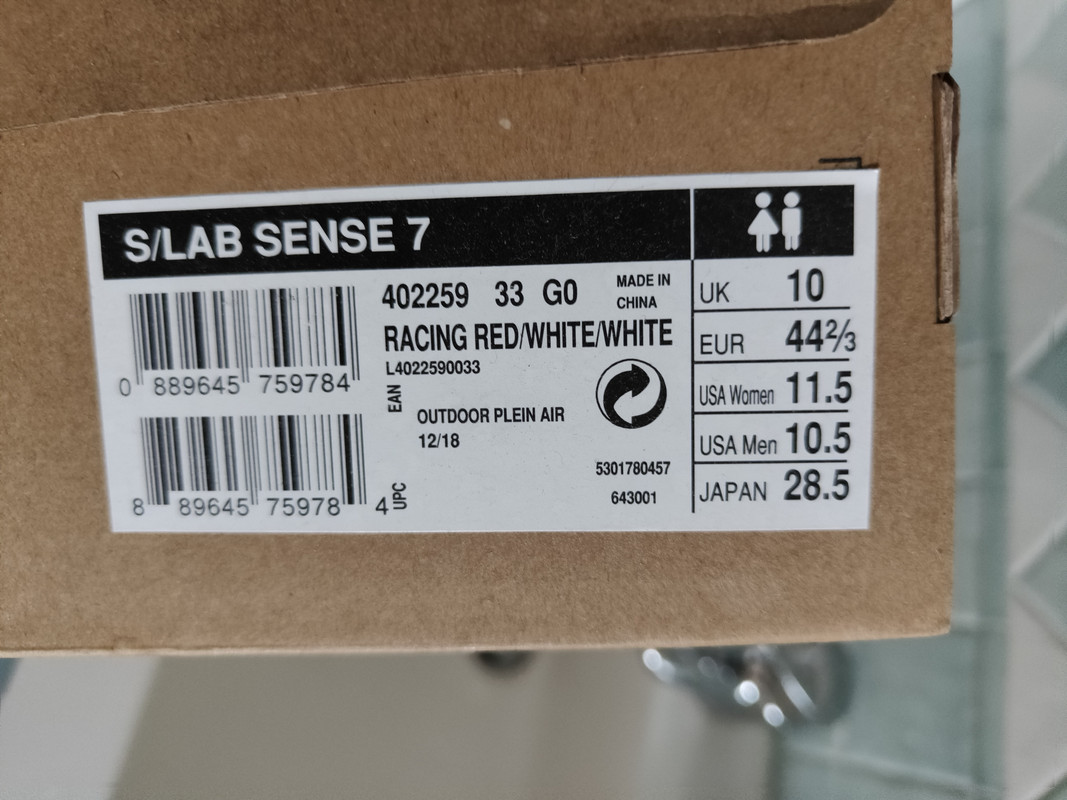 S/LAB SENSE 7
0 889645 759784
EAN
8 89645 75978 4
UPC
402259 33 G0
MADE IN
CHINA
RACING RED/WHITE/WHITE
L4022590033
OUTDOOR PLEIN AIR
12/18
5301780457
643001
UK 10
EUR 44⅔
USA Women 11.5
USA Men 10.5
JAPAN 28.5